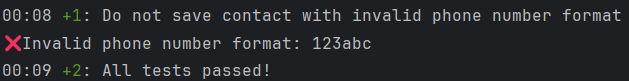 00:08 +1: Do not save contact with invalid phone number format
❌Invalid phone number format: 123abc
00:09 +2: All tests passed!